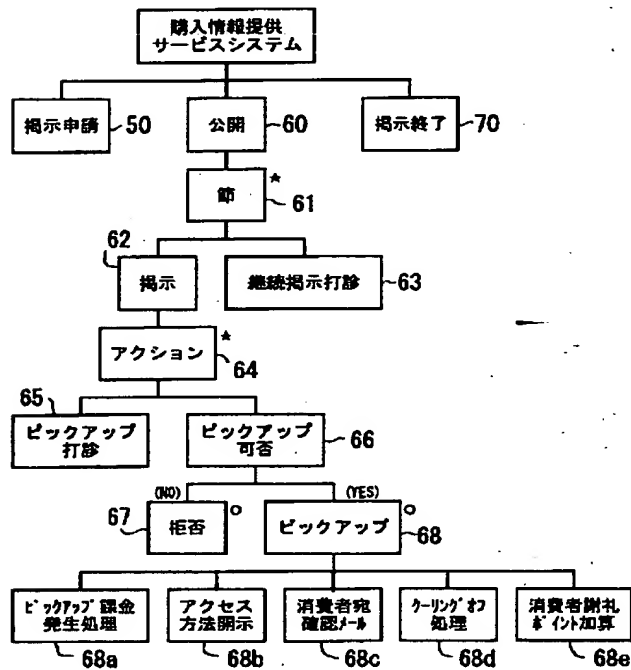 購入情報提供
サービスシステム
掲示申請
50
公開
60
掲示終了
70
節
*
61
62
掲示
継続掲示打診
63
アクション
*
64
65
ピックアップ
打診
ピックアップ
可否
66
(NO)
(YES)
67
拒否
o
ピックアップ
o
68
ピックアップ課金
発生処理
アクセス
方法開示
消費者宛
確認メール
クーリングオフ
処理
消費者謝礼
ポイント加算
68a
68b
68c
68d
68e